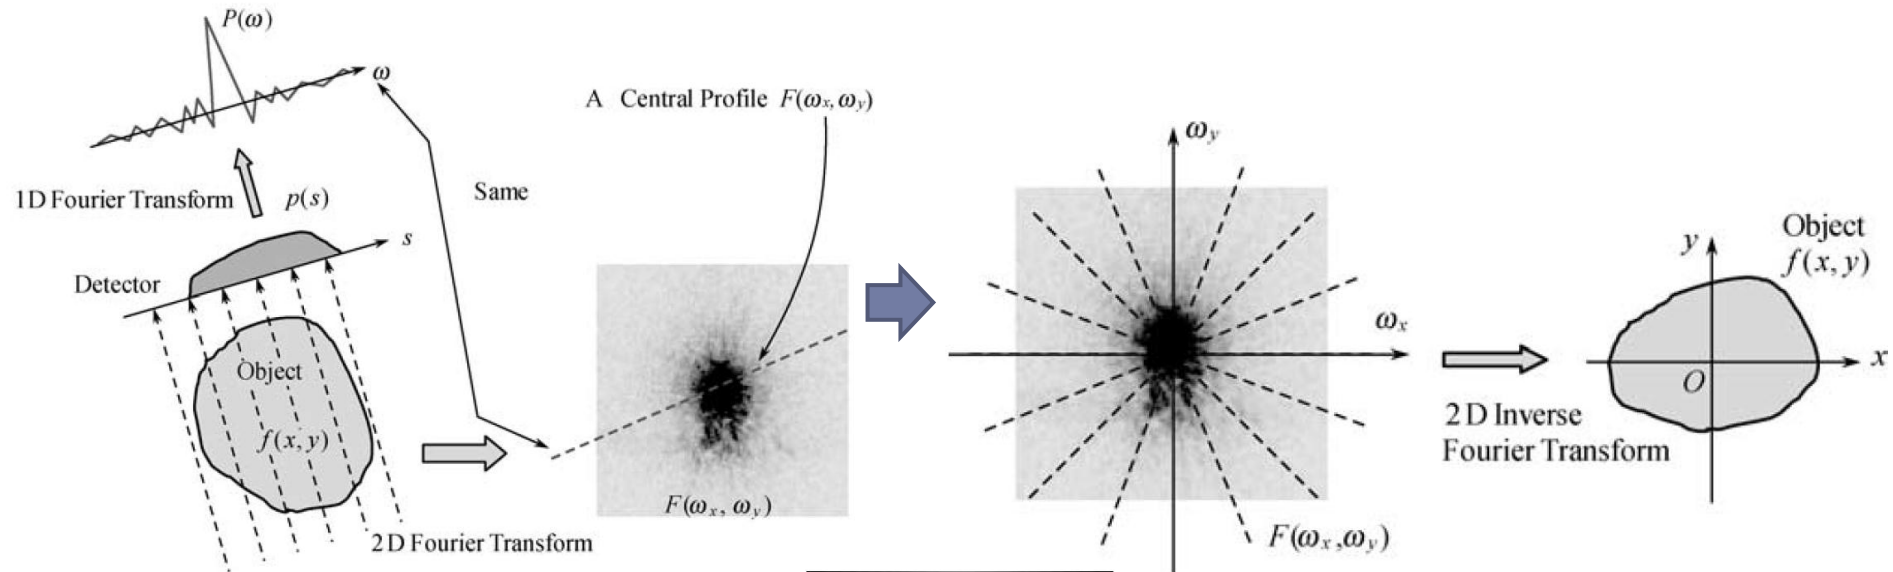 P(ω)
ω
A Central Profile F(ωx, ωy)
Same
1D Fourier Transform
p(s)
s
Detector
Object
f(x, y)
F(ωx, ωy)
2D Fourier Transform
ωy
ωx
F(ωx,ωy)
2D Inverse
Fourier Transform
Object
f(x, y)
y
x
O